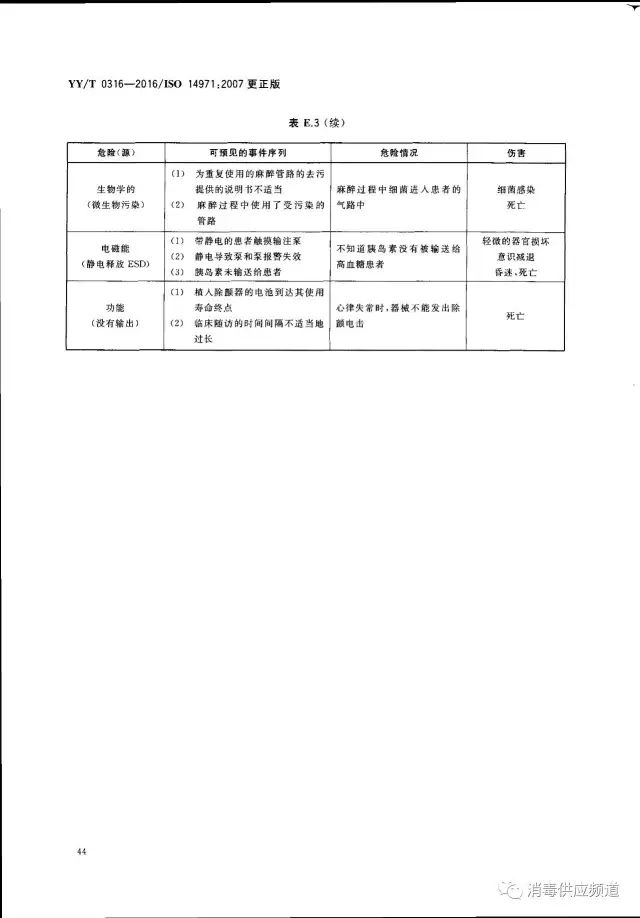 YY/T 0316—2016/ISO 14971:2007更正版
表 E.3（续）
危险(源) 可预见的事件序列 危险情况 伤害
生物学的
(微生物污染)
(1) 为重复使用的麻醉管路的去污
提供的说明书不适当
(2) 麻醉过程中使用了受污染的
管路
麻醉过程中细菌进入患者的
气路中
细菌感染
死亡
电磁能
(静电释放 ESD)
(1) 带静电的患者触摸输注泵
(2) 静电导致泵和泵报警失效
(3) 胰岛素未输送给患者
不知道胰岛素没有被输送给
高血糖患者
轻微的器官损坏
意识减退
昏迷,死亡
功能
(没有输出)
(1) 植入除颤器的电池到达其使用
寿命终点
(2) 临床随访的时间间隔不适当地
过长
心律失常时,器械不能发出除
颤电击
死亡
44
消毒供应频道